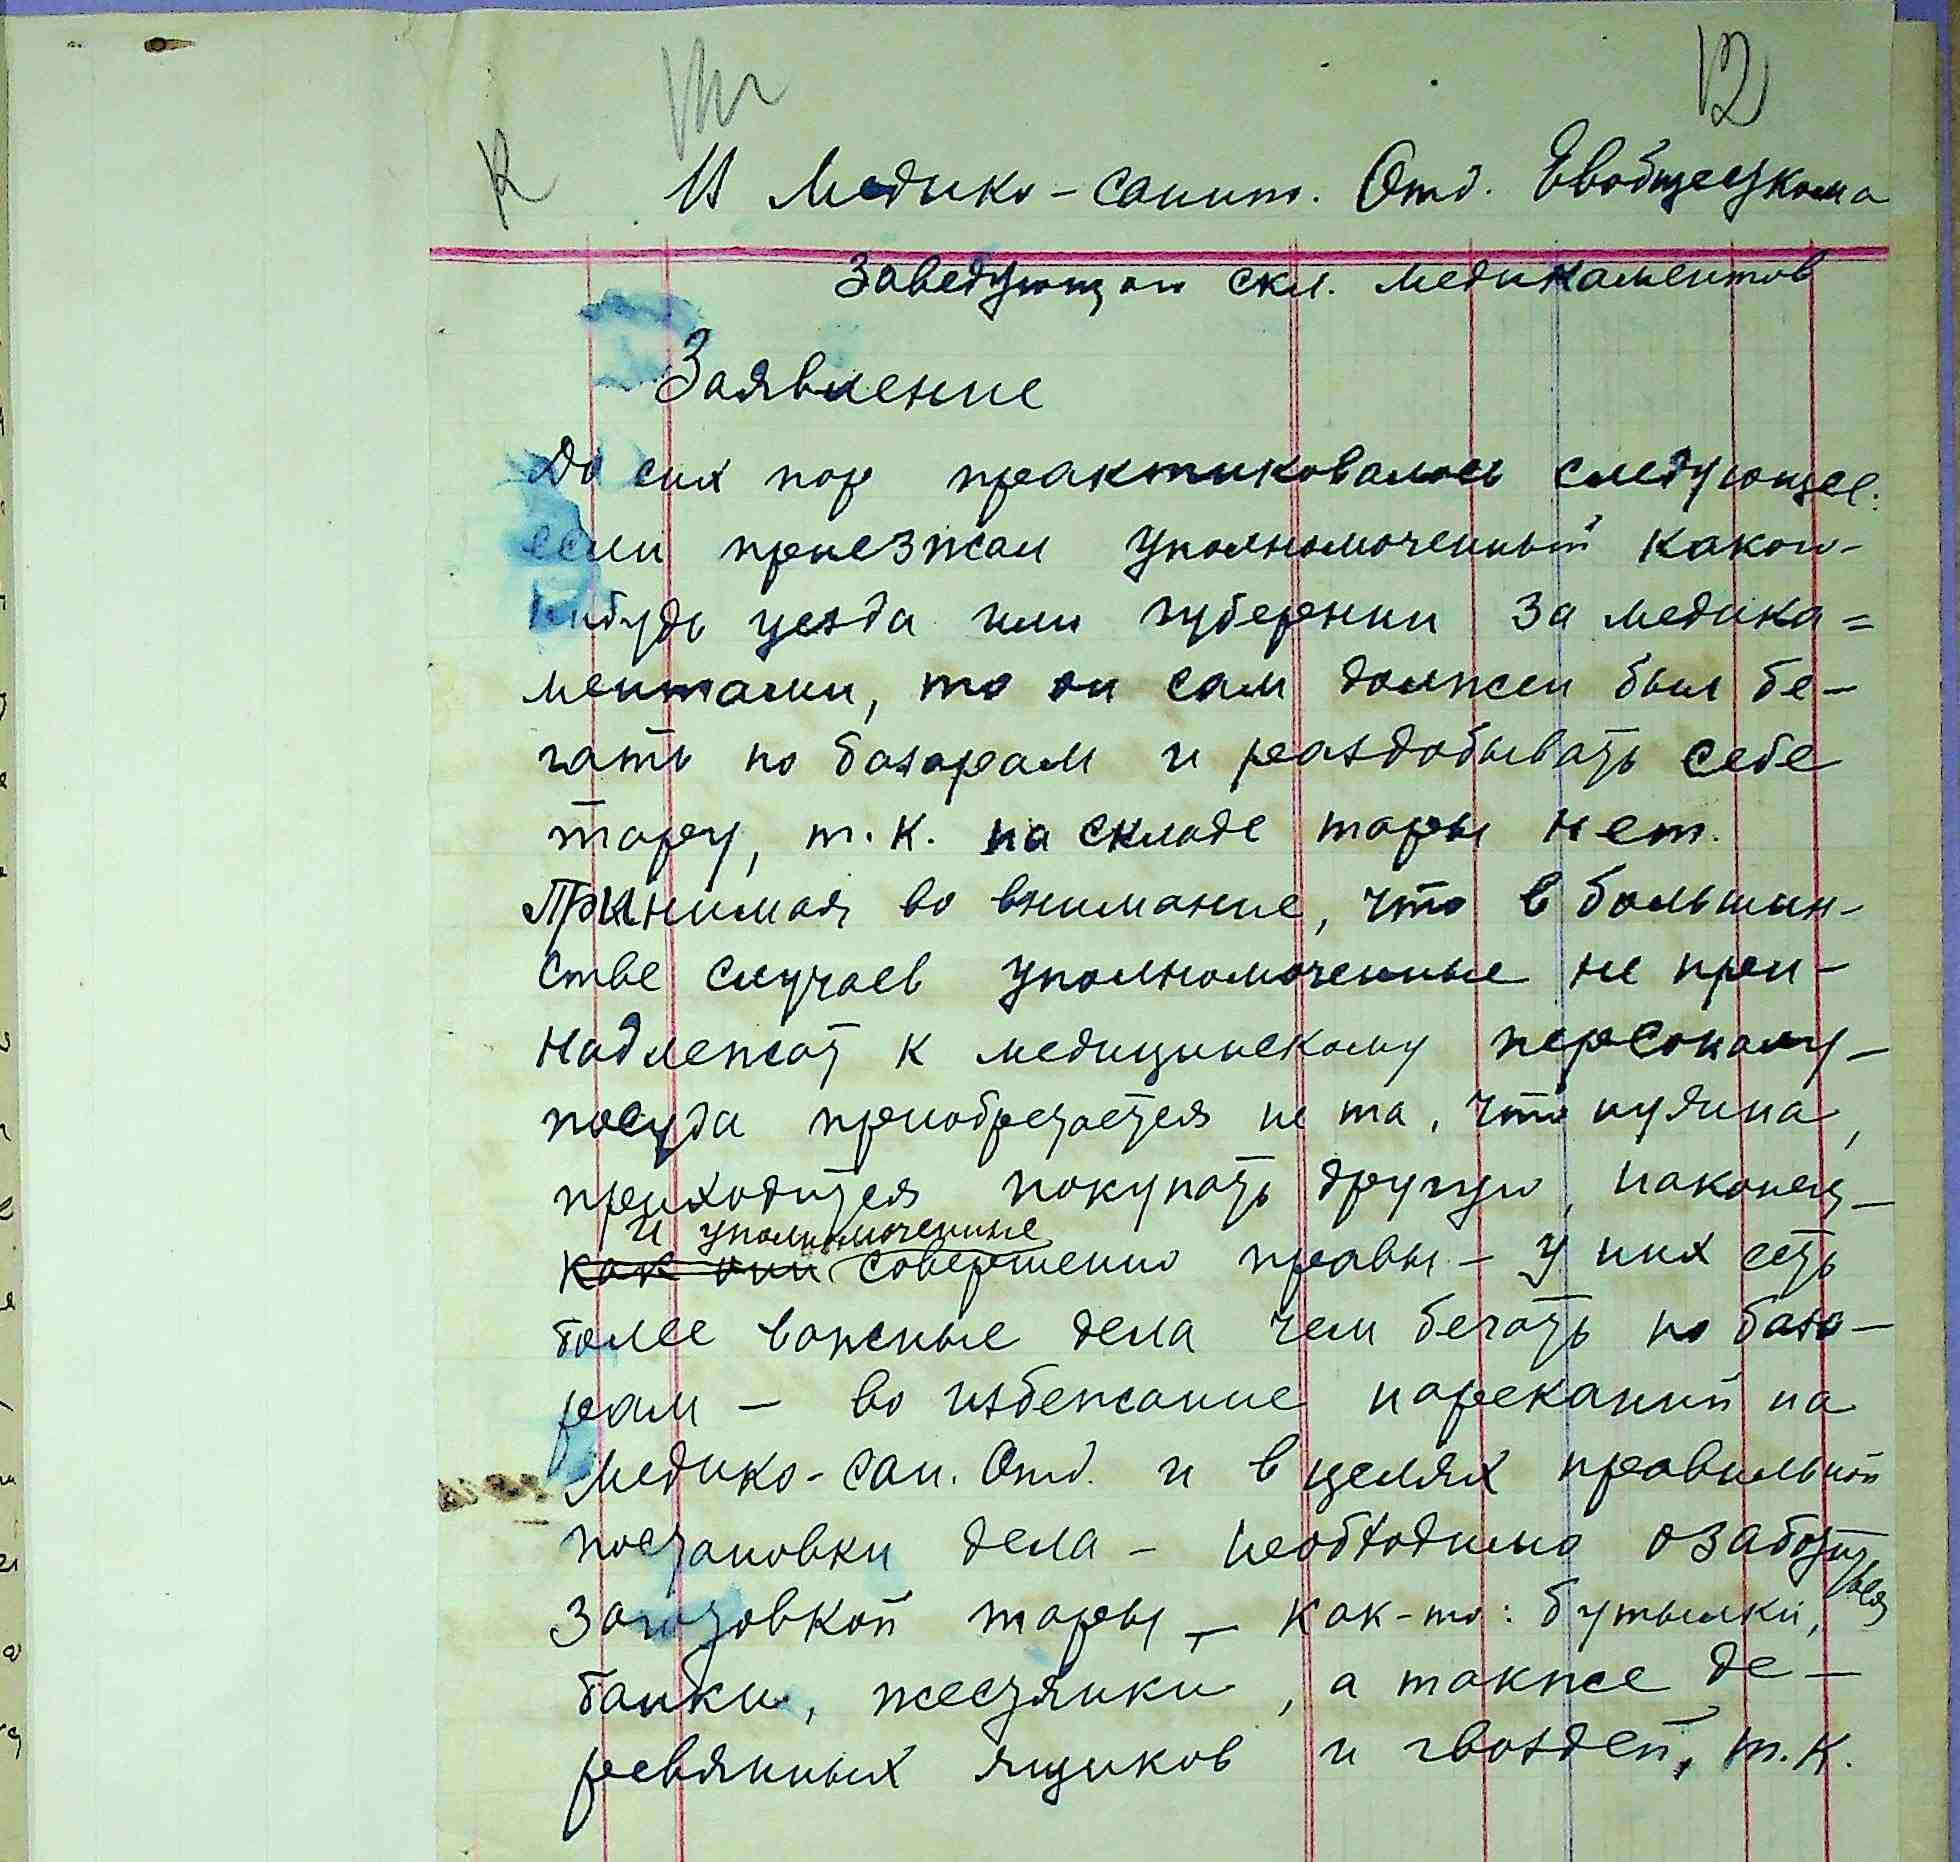 12
К
В Медико-санит. Отд. Евобщесткома
Заведующей скл. медикаментов
Заявление
До сих пор практиковалось следующее:
если приезжал уполномоченный какого-
нибудь уезда или губернии за медика=
ментами, то он сам должен был бе-
гать по базарам и раздобывать себе
тару, т.к. на складе тары нет.
Принимая во внимание, что в большин-
стве случаев уполномоченные не при-
надлежат к медицинскому персоналу –
посуда приобретается не та, что нужна,
приходится покупать другую, наконец –
и уполномоченные
как они совершенно правы – у них есть
более важные дела чем бегать по база-
рам – во избежание нареканий на
Медико-сан. Отд. и в целях правильной
постановки дела – необходимо озаботиться
заготовкой тары – как-то: бутылки,
банки, жестянки, а также де-
ревянных ящиков и гвоздей, т.к.